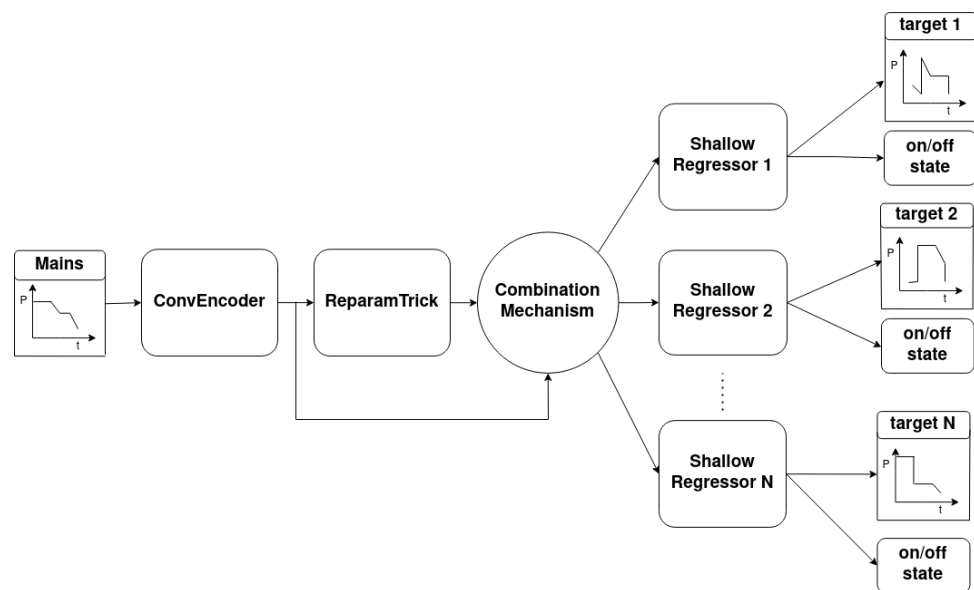 Mains
P
t
ConvEncoder
ReparamTrick
Combination
Mechanism
Shallow
Regressor 1
target 1
P
t
on/off
state
Shallow
Regressor 2
target 2
P
t
on/off
state
Shallow
Regressor N
target N
P
t
on/off
state